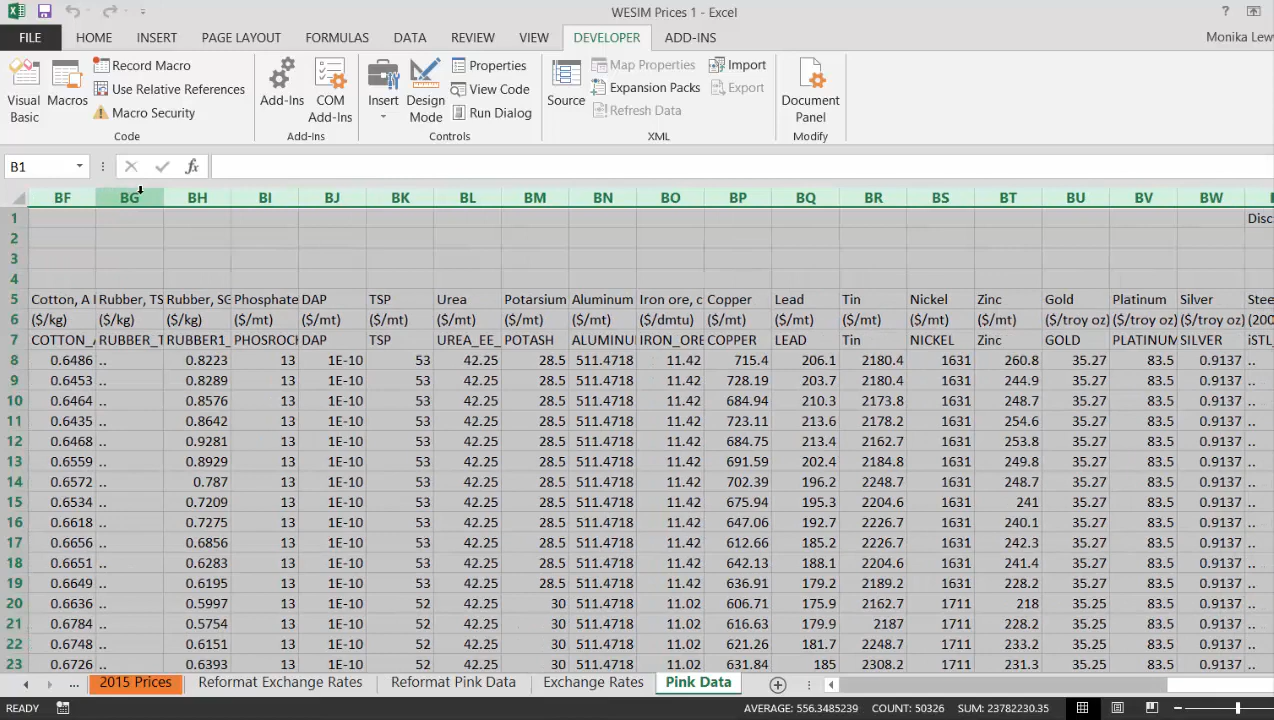 WESIM Prices 1 - Excel
?
FILE HOME INSERT PAGE LAYOUT FORMULAS DATA REVIEW VIEW DEVELOPER ADD-INS Monika Lew
Visual Basic
Macros
Record Macro
Use Relative References
Macro Security
Code
Add-Ins
COM Add-Ins
Add-Ins
Insert
Design Mode
Properties
View Code
Run Dialog
Controls
Source
Map Properties
Expansion Packs
Refresh Data
Import
Export
XML
Document Panel
Modify
B1 fx
BF BG BH BI BJ BK BL BM BN BO BP BQ BR BS BT BU BV BW
1 Disc
2
3
4
5 Cotton, A Rubber, TS Rubber, SG Phosphate DAP TSP Urea Potarsium Aluminum Iron ore, c Copper Lead Tin Nickel Zinc Gold Platinum Silver Stee
6 ($/kg) ($/kg) ($/kg) ($/mt) ($/mt) ($/mt) ($/mt) ($/mt) ($/mt) ($/dmtu) ($/mt) ($/mt) ($/mt) ($/mt) ($/mt) ($/troy oz) ($/troy oz) ($/troy oz) (200
7 COTTON_A RUBBER_T RUBBER1_ PHOSROCH DAP TSP UREA_EE_ POTASH ALUMINU IRON_ORE COPPER LEAD Tin NICKEL Zinc GOLD PLATINUM SILVER iSTL_
8 0.6486 .. 0.8223 13 1E-10 53 42.25 28.5 511.4718 11.42 715.4 206.1 2180.4 1631 260.8 35.27 83.5 0.9137 ..
9 0.6453 .. 0.8289 13 1E-10 53 42.25 28.5 511.4718 11.42 728.19 203.7 2180.4 1631 244.9 35.27 83.5 0.9137 ..
10 0.6464 .. 0.8576 13 1E-10 53 42.25 28.5 511.4718 11.42 684.94 210.3 2173.8 1631 248.7 35.27 83.5 0.9137 ..
11 0.6435 .. 0.8642 13 1E-10 53 42.25 28.5 511.4718 11.42 723.11 213.6 2178.2 1631 254.6 35.27 83.5 0.9137 ..
12 0.6468 .. 0.9281 13 1E-10 53 42.25 28.5 511.4718 11.42 684.75 213.4 2162.7 1631 253.8 35.27 83.5 0.9137 ..
13 0.6559 .. 0.8929 13 1E-10 53 42.25 28.5 511.4718 11.42 691.59 202.4 2184.8 1631 249.8 35.27 83.5 0.9137 ..
14 0.6572 .. 0.787 13 1E-10 53 42.25 28.5 511.4718 11.42 702.39 196.2 2248.7 1631 248.6 35.27 83.5 0.9137 ..
15 0.6534 .. 0.7209 13 1E-10 53 42.25 28.5 511.4718 11.42 675.94 195.3 2204.6 1631 241 35.27 83.5 0.9137 ..
16 0.6618 .. 0.7275 13 1E-10 53 42.25 28.5 511.4718 11.42 647.06 192.7 2226.7 1631 240.1 35.27 83.5 0.9137 ..
17 0.6656 .. 0.6856 13 1E-10 53 42.25 28.5 511.4718 11.42 612.66 185.2 2226.7 1631 242.3 35.27 83.5 0.9137 ..
18 0.6651 .. 0.6283 13 1E-10 53 42.25 28.5 511.4718 11.42 642.13 188.1 2204.6 1631 241.4 35.27 83.5 0.9137 ..
19 0.6649 .. 0.6195 13 1E-10 53 42.25 28.5 511.4718 11.42 636.91 179.2 2189.2 1631 228.2 35.27 83.5 0.9137 ..
20 0.6636 .. 0.5997 13 1E-10 52 42.25 30 511.4718 11.02 606.71 175.9 2162.7 1711 218 35.25 83.5 0.9137 ..
21 0.6784 .. 0.5754 13 1E-10 52 42.25 30 511.4718 11.02 616.63 179.9 2187 1711 228.2 35.25 83.5 0.9137 ..
22 0.6748 .. 0.6151 13 1E-10 52 42.25 30 511.4718 11.02 626.21 181.7 2248.7 1711 233.2 35.25 83.5 0.9137 ..
23 0.6726 .. 0.6393 13 1E-10 52 42.25 30 511.4718 11.02 631.84 185 2308.2 1711 231.3 35.25 83.5 0.9137 ..
... 2015 Prices Reformat Exchange Rates Reformat Pink Data Exchange Rates Pink Data
READY AVERAGE: 556.3485239 COUNT: 50326 SUM: 23782230.35